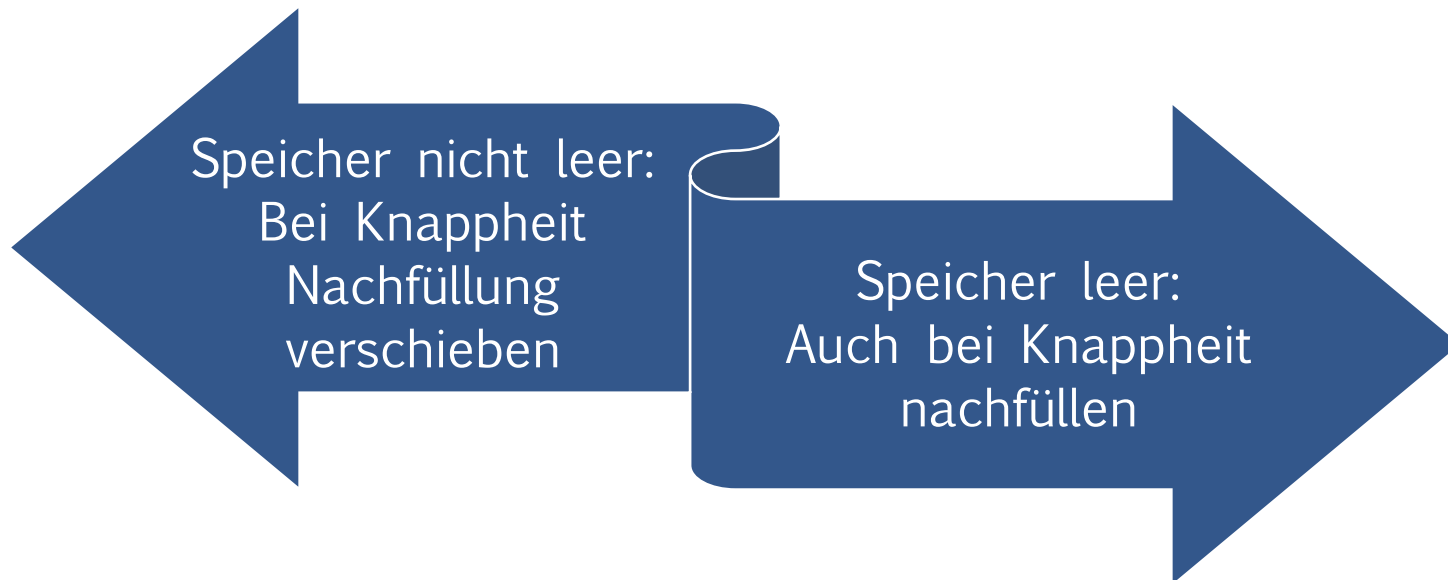 Speicher nicht leer:
Bei Knappheit
Nachfüllung
verschieben
Speicher leer:
Auch bei Knappheit
nachfüllen